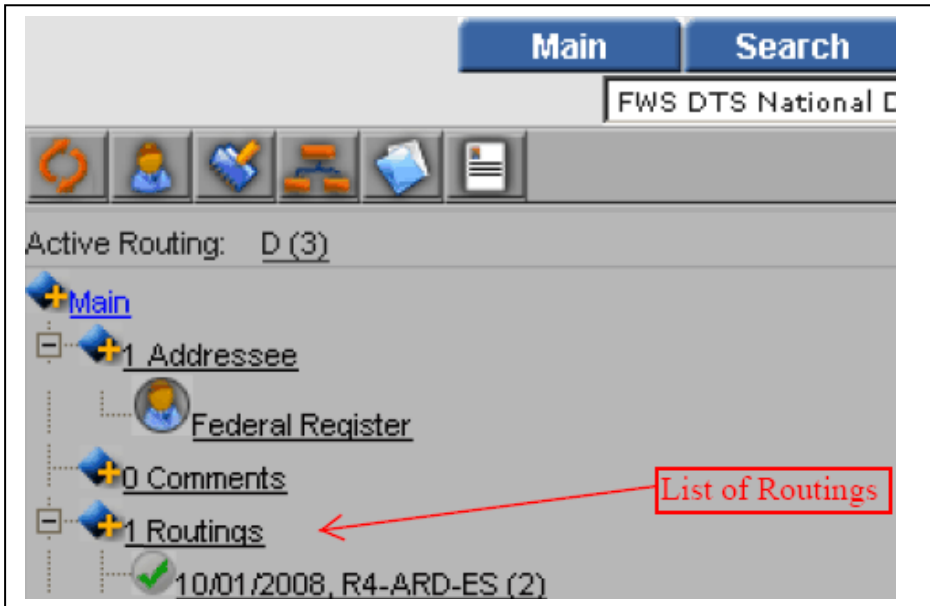 Main Search
FWS DTS National D
Active Routing: D (3)
Main
1 Addressee
Federal Register
0 Comments
List of Routings
1 Routings
10/01/2008, R4-ARD-ES (2)